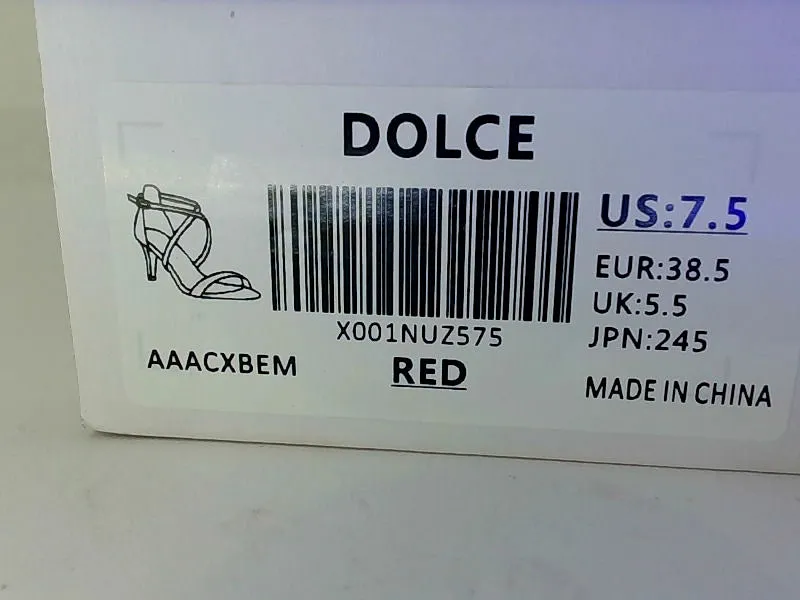 DOLCE
US:7.5
EUR:38.5
UK:5.5
X001NUZ575
JPN:245
AAACXBEM
RED
MADE IN CHINA